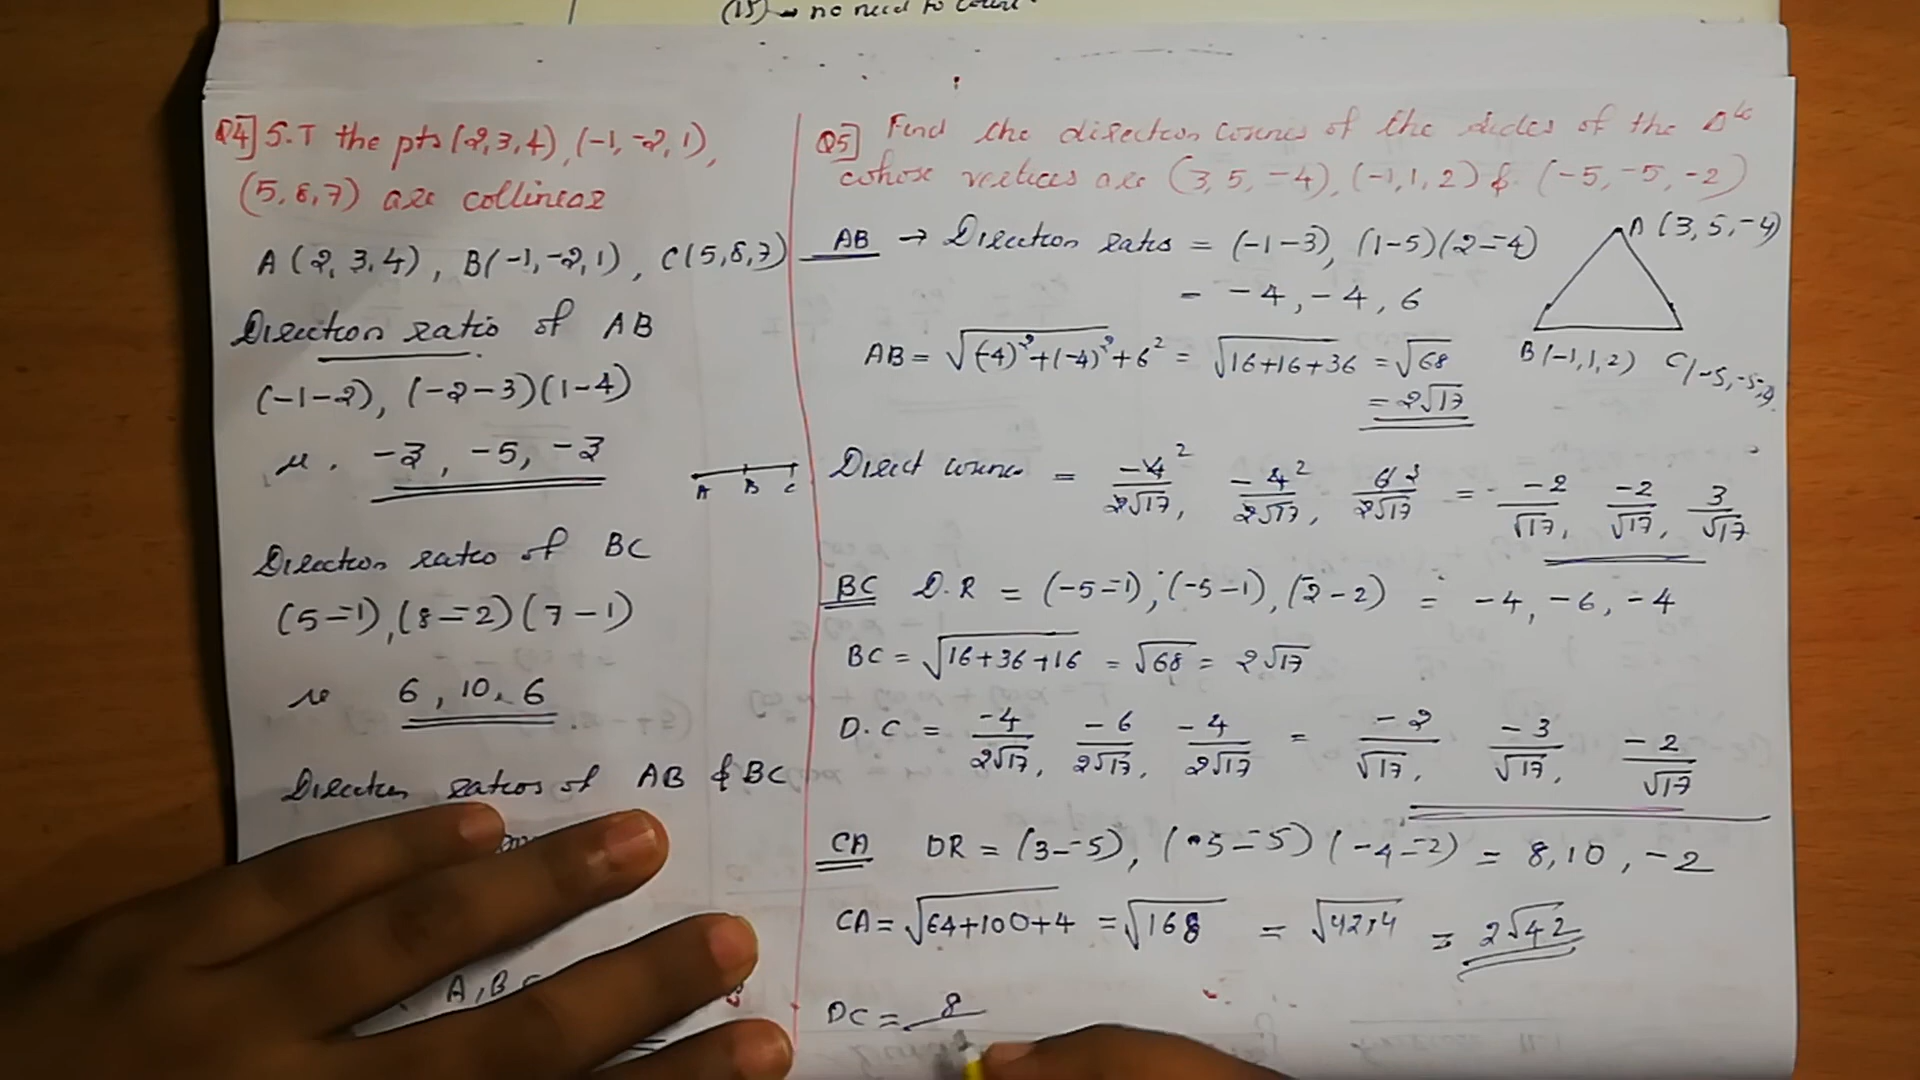 (15) → no need to count
Q4] S.T the pts (2,3,4), (-1,-2,1),
(5,8,7) are collinear
A(2,3,4), B(-1,-2,1), C(5,8,7)
Direction ratio of AB
(-1-2), (-2-3)(1-4)
ie. -3, -5, -3
A B C
Direction ratio of BC
(5--1), (8--2)(7-1)
ie 6, 10, 6
Direction ratios of AB & BC
A, B
Q5] Find the direction cosines of the sides of the Δle
whose vertices are (3,5,-4), (-1,1,2) & (-5,-5,-2)
AB → Direction ratios = (-1-3), (1-5)(2--4)
= -4, -4, 6
A(3,5,-4)
B(-1,1,2) C(-5,-5,-2)
AB = √(-4)²+(-4)²+6² = √16+16+36 = √68
= 2√17
Direct cosines = -4/2√17, -4/2√17, 6/2√17 = -2/√17, -2/√17, 3/√17
BC D.R = (-5--1), (-5-1), (-2-2) = -4, -6, -4
BC = √16+36+16 = √68 = 2√17
D.C = -4/2√17, -6/2√17, -4/2√17 = -2/√17, -3/√17, -2/√17
CA DR = (3--5), (5--5) (-4--2) = 8, 10, -2
CA = √64+100+4 = √168 = √42×4 = 2√42
DC = 8